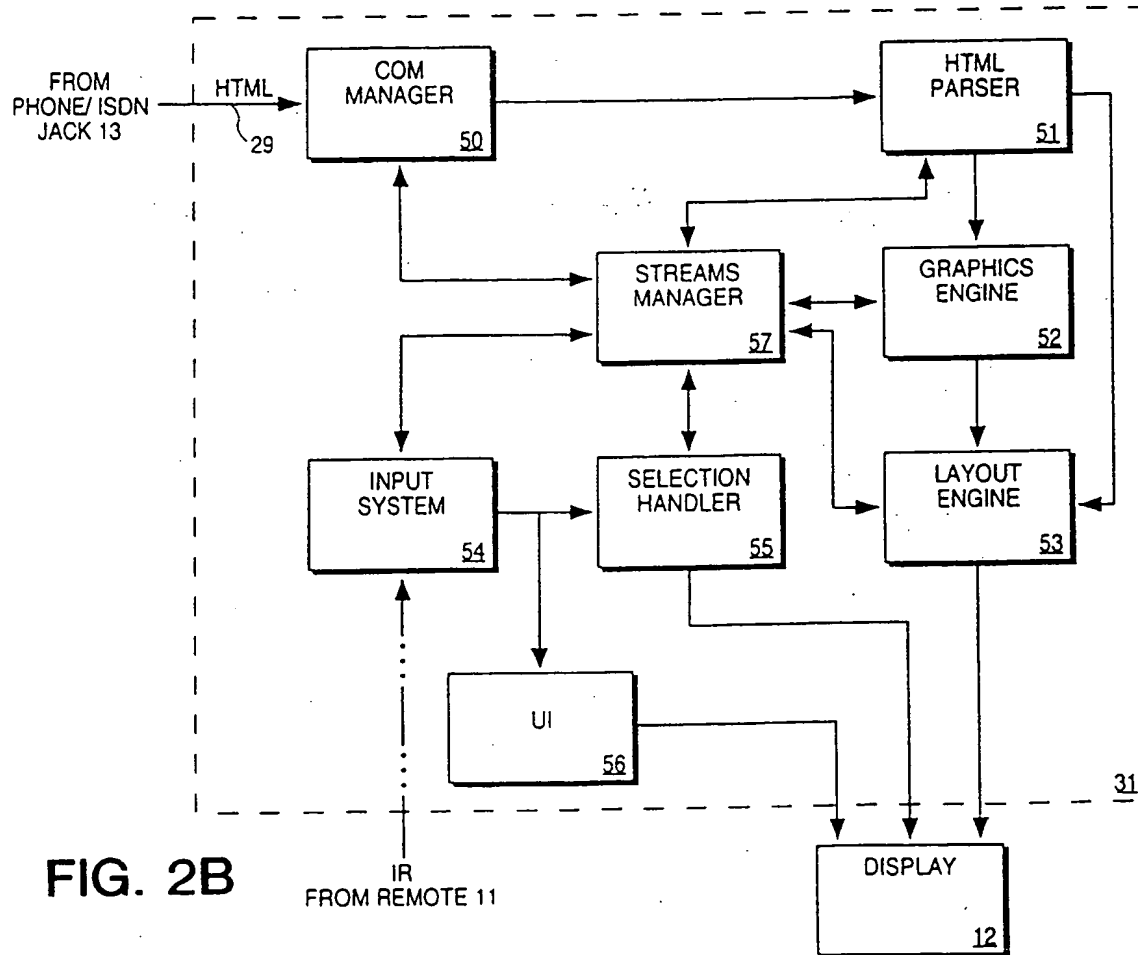 COM
MANAGER
50
HTML
PARSER
51
FROM
PHONE/ ISDN
JACK 13
HTML
29
STREAMS
MANAGER
57
GRAPHICS
ENGINE
52
INPUT
SYSTEM
54
SELECTION
HANDLER
55
LAYOUT
ENGINE
53
UI
56
31
DISPLAY
12
IR
FROM REMOTE 11
FIG. 2B